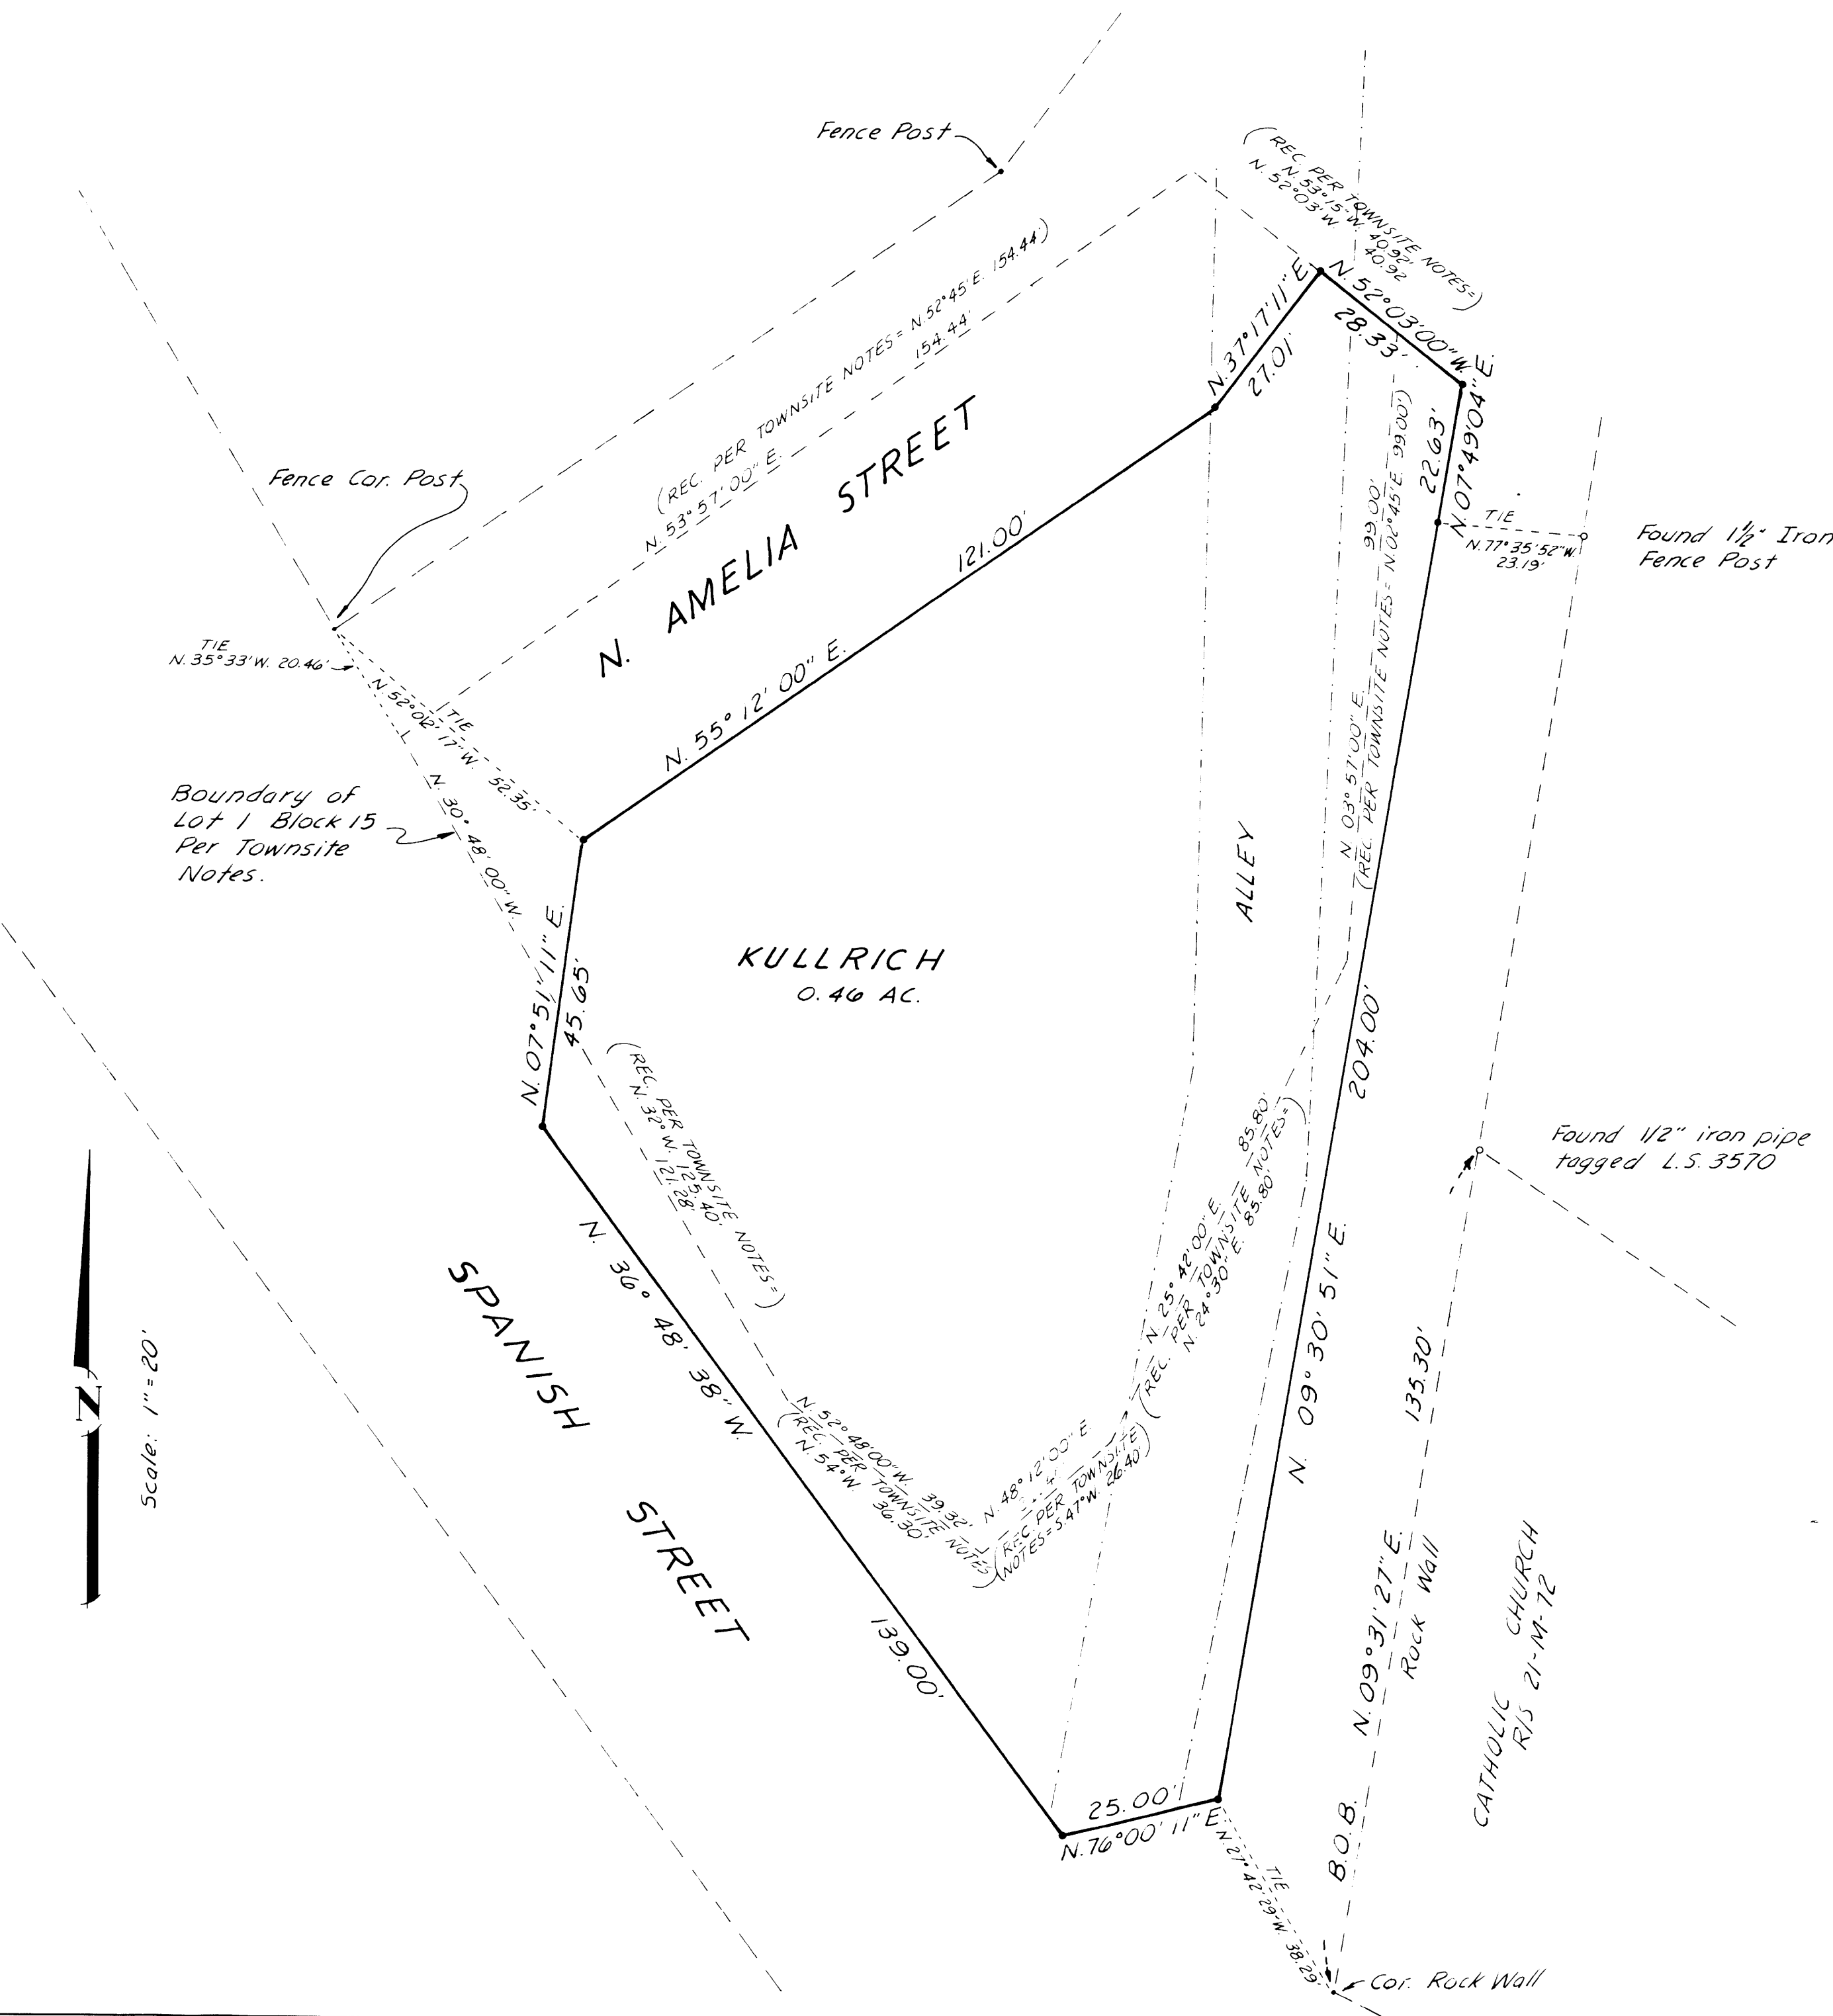 Fence Post
(REC. PER TOWNSITE NOTES=)
N. 53°15' W. 40.92'
N. 52°03' W. 40.92
N. 52°03'00" W.
28.33'
N. 37°17'11" E.
27.01'
(REC. PER TOWNSITE NOTES= N.52°45'E. 154.44')
N. 53°57'00" E. 154.44'
N. AMELIA STREET
Fence Cor. Post
22.63'
N. 07°49'04" E.
TIE
N.77°35'52"W.
23.19'
Found 1½" Iron
Fence Post
121.00'
N. 55° 12' 00" E.
TIE
N. 35°33' W. 20.46'
TIE
N. 52°02' 17" W. 52.35'
N 03°57'00" E. 99.00'
(REC. PER TOWNSITE NOTES= N.02°45'E. 99.00')
Boundary of
Lot 1 Block 15
Per Townsite
Notes.
N. 30° 48' 00" W.
ALLEY
KULLRICH
0.46 AC.
N. 07°51'11" E.
45.65'
(REC. PER TOWNSITE NOTES=)
N. 32° W. 125.40'
121.28'
204.00'
N. 09° 30' 51" E.
Found 1/2" iron pipe
tagged L.S. 3570
N. 25° 42' 00" E. 85.80'
(REC. PER TOWNSITE NOTES=)
N. 24°30" E. 85.80'
N. 36° 48' 38" W.
139.00'
SPANISH STREET
N
Scale: 1"=20'
N. 52°48'00" W. 39.32'
(REC. PER TOWNSITE NOTES)
N. 54° W. 36.30'
N. 48° 12'00" E.
(REC. PER TOWNSITE
NOTES= S.47°W. 26.40')
135.30'
B.O.B. N. 09°31'27" E.
Rock Wall
CATHOLIC CHURCH
R/S 21-M-72
25.00'
N. 76°00' 11" E
TIE
N. 27°42'29" W. 38.29'
Cor. Rock Wall